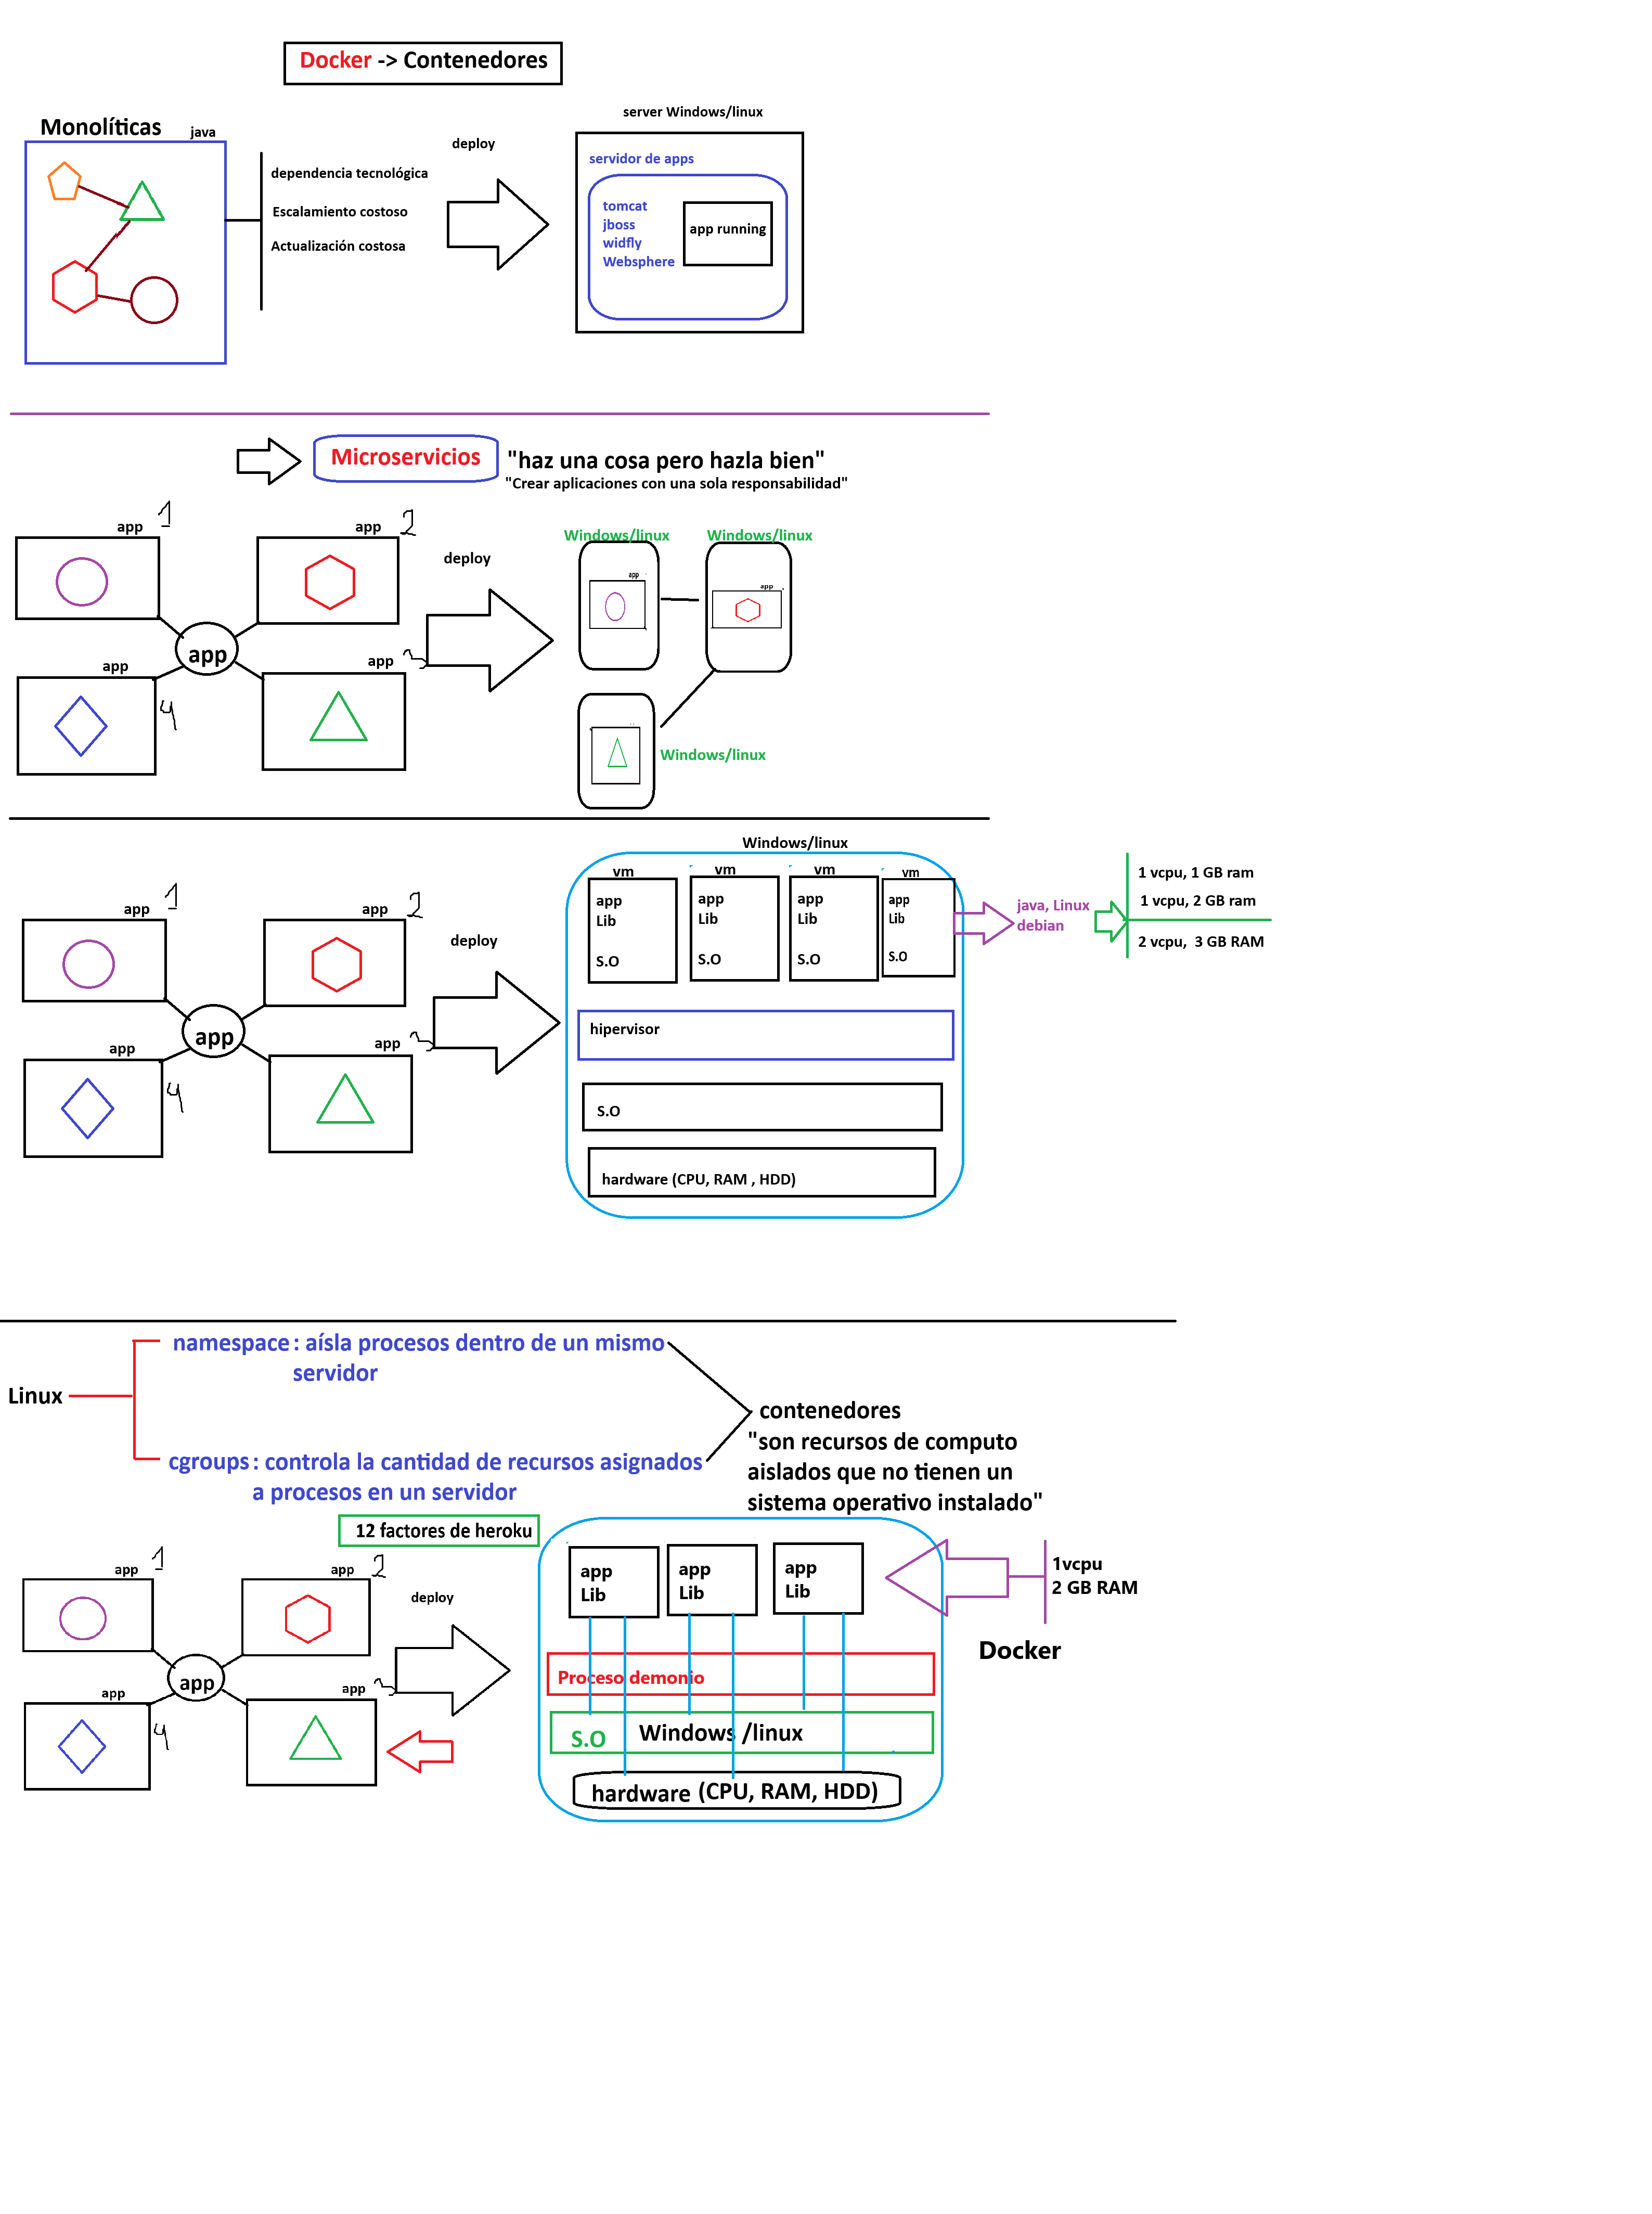 Docker -> Contenedores
Monolíticas
java
dependencia tecnológica
Escalamiento costoso
Actualización costosa
deploy
server Windows/linux
servidor de apps
tomcat
jboss
widfly
Websphere
app running
Microservicios
"haz una cosa pero hazla bien"
"Crear aplicaciones con una sola responsabilidad"
app 1
app 2
app
app 3
app 4
deploy
Windows/linux
Windows/linux
app
app
Windows/linux
app 1
app 2
app
app 3
app 4
deploy
Windows/linux
vm
app
Lib
S.O
vm
app
Lib
S.O
vm
app
Lib
S.O
vm
app
Lib
S.O
hipervisor
S.O
hardware (CPU, RAM , HDD)
java, Linux
debian
1 vcpu, 1 GB ram
1 vcpu, 2 GB ram
2 vcpu, 3 GB RAM
Linux
namespace : aísla procesos dentro de un mismo
servidor
cgroups : controla la cantidad de recursos asignados
a procesos en un servidor
contenedores
"son recursos de computo
aislados que no tienen un
sistema operativo instalado"
12 factores de heroku
app 1
app 2
app
app 3
app 4
deploy
app
Lib
app
Lib
app
Lib
Proceso demonio
S.O Windows /linux
hardware (CPU, RAM, HDD)
1vcpu
2 GB RAM
Docker